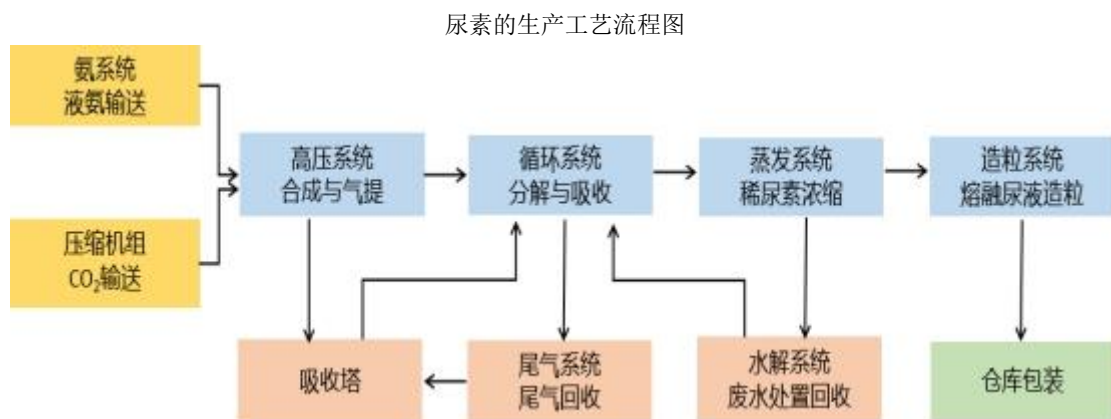 尿素的生产工艺流程图
氨系统
液氨输送
压缩机组
CO₂输送
高压系统
合成与气提
循环系统
分解与吸收
蒸发系统
稀尿素浓缩
造粒系统
熔融尿液造粒
吸收塔
尾气系统
尾气回收
水解系统
废水处置回收
仓库包装